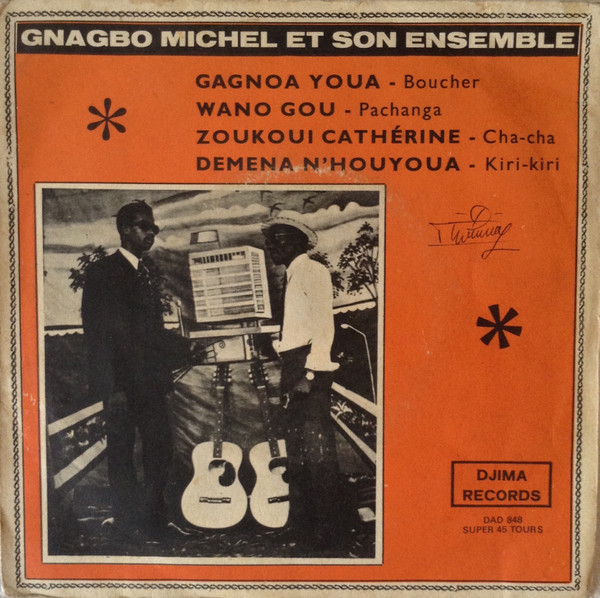 GNAGBO MICHEL ET SON ENSEMBLE
GAGNOA YOUA - Boucher
WANO GOU - Pachanga
ZOUKOUI CATHÉRINE - Cha-cha
DEMENA N'HOUYOUA - Kiri-kiri
DJIMA
RECORDS
DAD 848
SUPER 45 TOURS